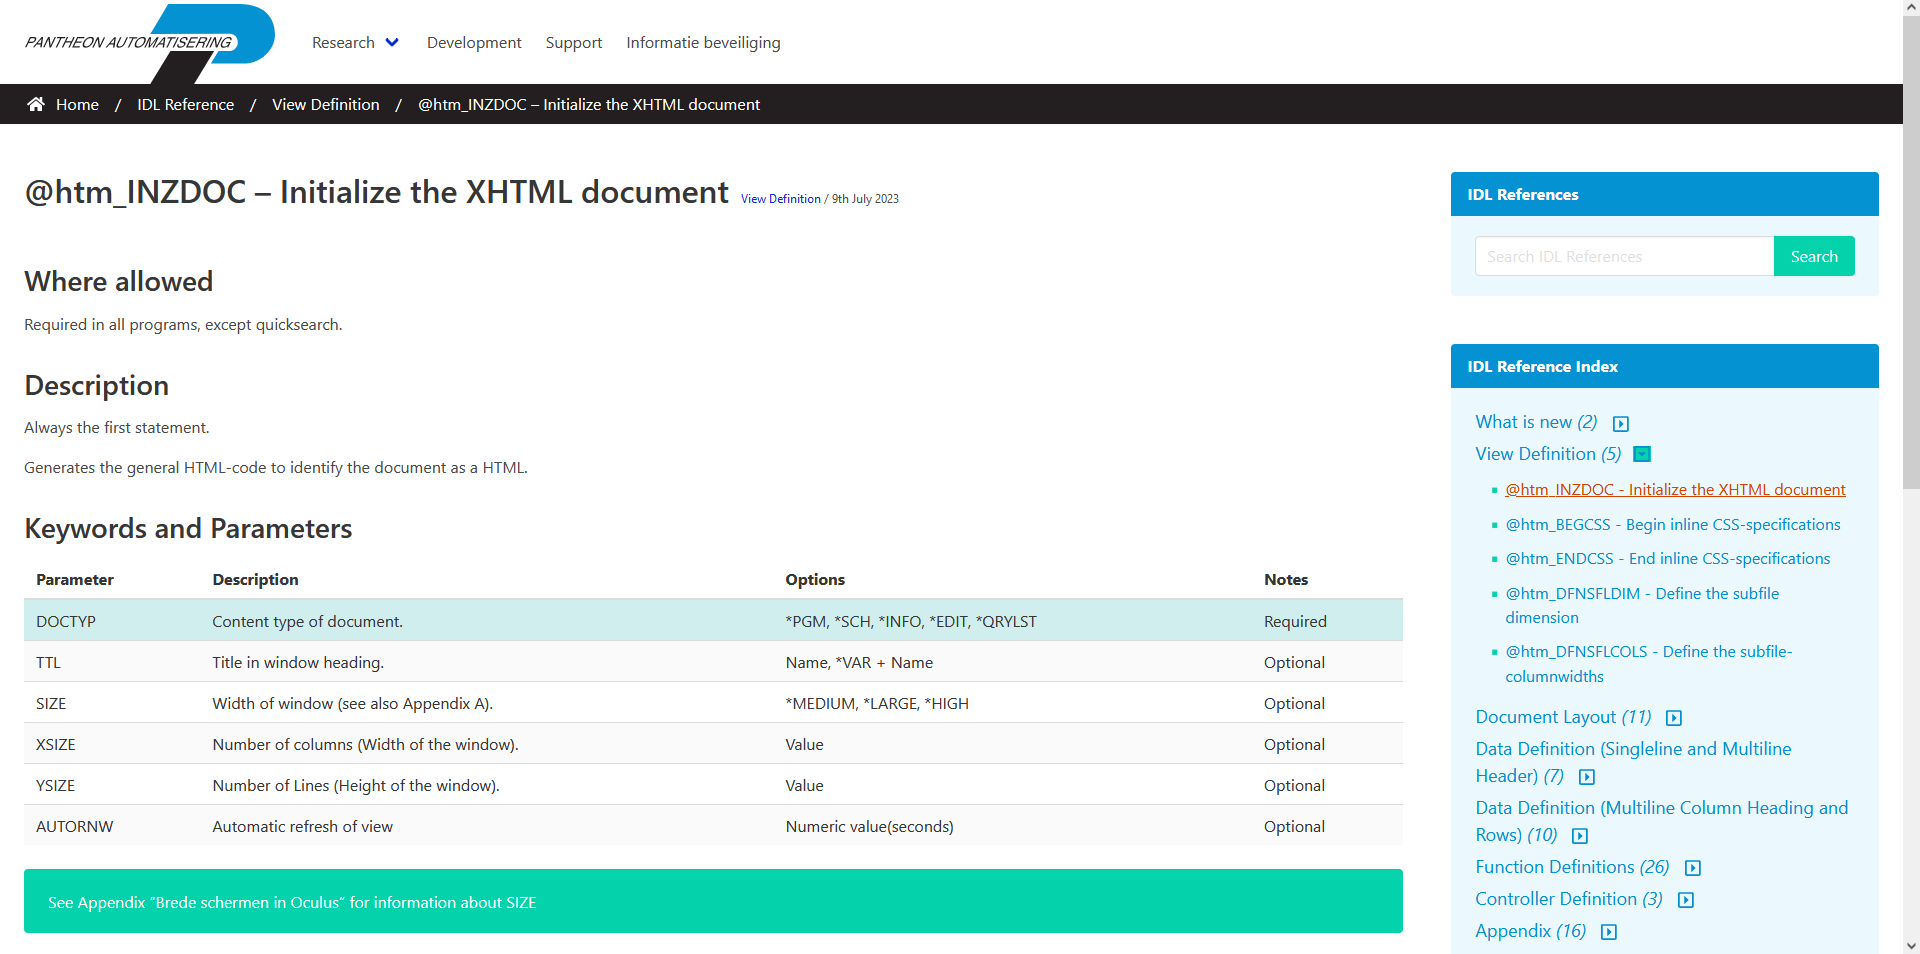 PANTHEON AUTOMATISERING
Research
Development
Support
Informatie beveiliging
Home / IDL Reference / View Definition / @htm_INZDOC – Initialize the XHTML document
@htm_INZDOC – Initialize the XHTML document View Definition / 9th July 2023
Where allowed
Required in all programs, except quicksearch.
Description
Always the first statement.
Generates the general HTML-code to identify the document as a HTML.
Keywords and Parameters
Parameter Description Options Notes
DOCTYP Content type of document. *PGM, *SCH, *INFO, *EDIT, *QRYLST Required
TTL Title in window heading. Name, *VAR + Name Optional
SIZE Width of window (see also Appendix A). *MEDIUM, *LARGE, *HIGH Optional
XSIZE Number of columns (Width of the window). Value Optional
YSIZE Number of Lines (Height of the window). Value Optional
AUTORNW Automatic refresh of view Numeric value(seconds) Optional
See Appendix “Brede schermen in Oculus” for information about SIZE
IDL References
Search IDL References
Search
IDL Reference Index
What is new (2)
View Definition (5)
@htm_INZDOC - Initialize the XHTML document
@htm_BEGCSS - Begin inline CSS-specifications
@htm_ENDCSS - End inline CSS-specifications
@htm_DFNSFLDIM - Define the subfile
dimension
@htm_DFNSFLCOLS - Define the subfile-
columnwidths
Document Layout (11)
Data Definition (Singleline and Multiline
Header) (7)
Data Definition (Multiline Column Heading and
Rows) (10)
Function Definitions (26)
Controller Definition (3)
Appendix (16)